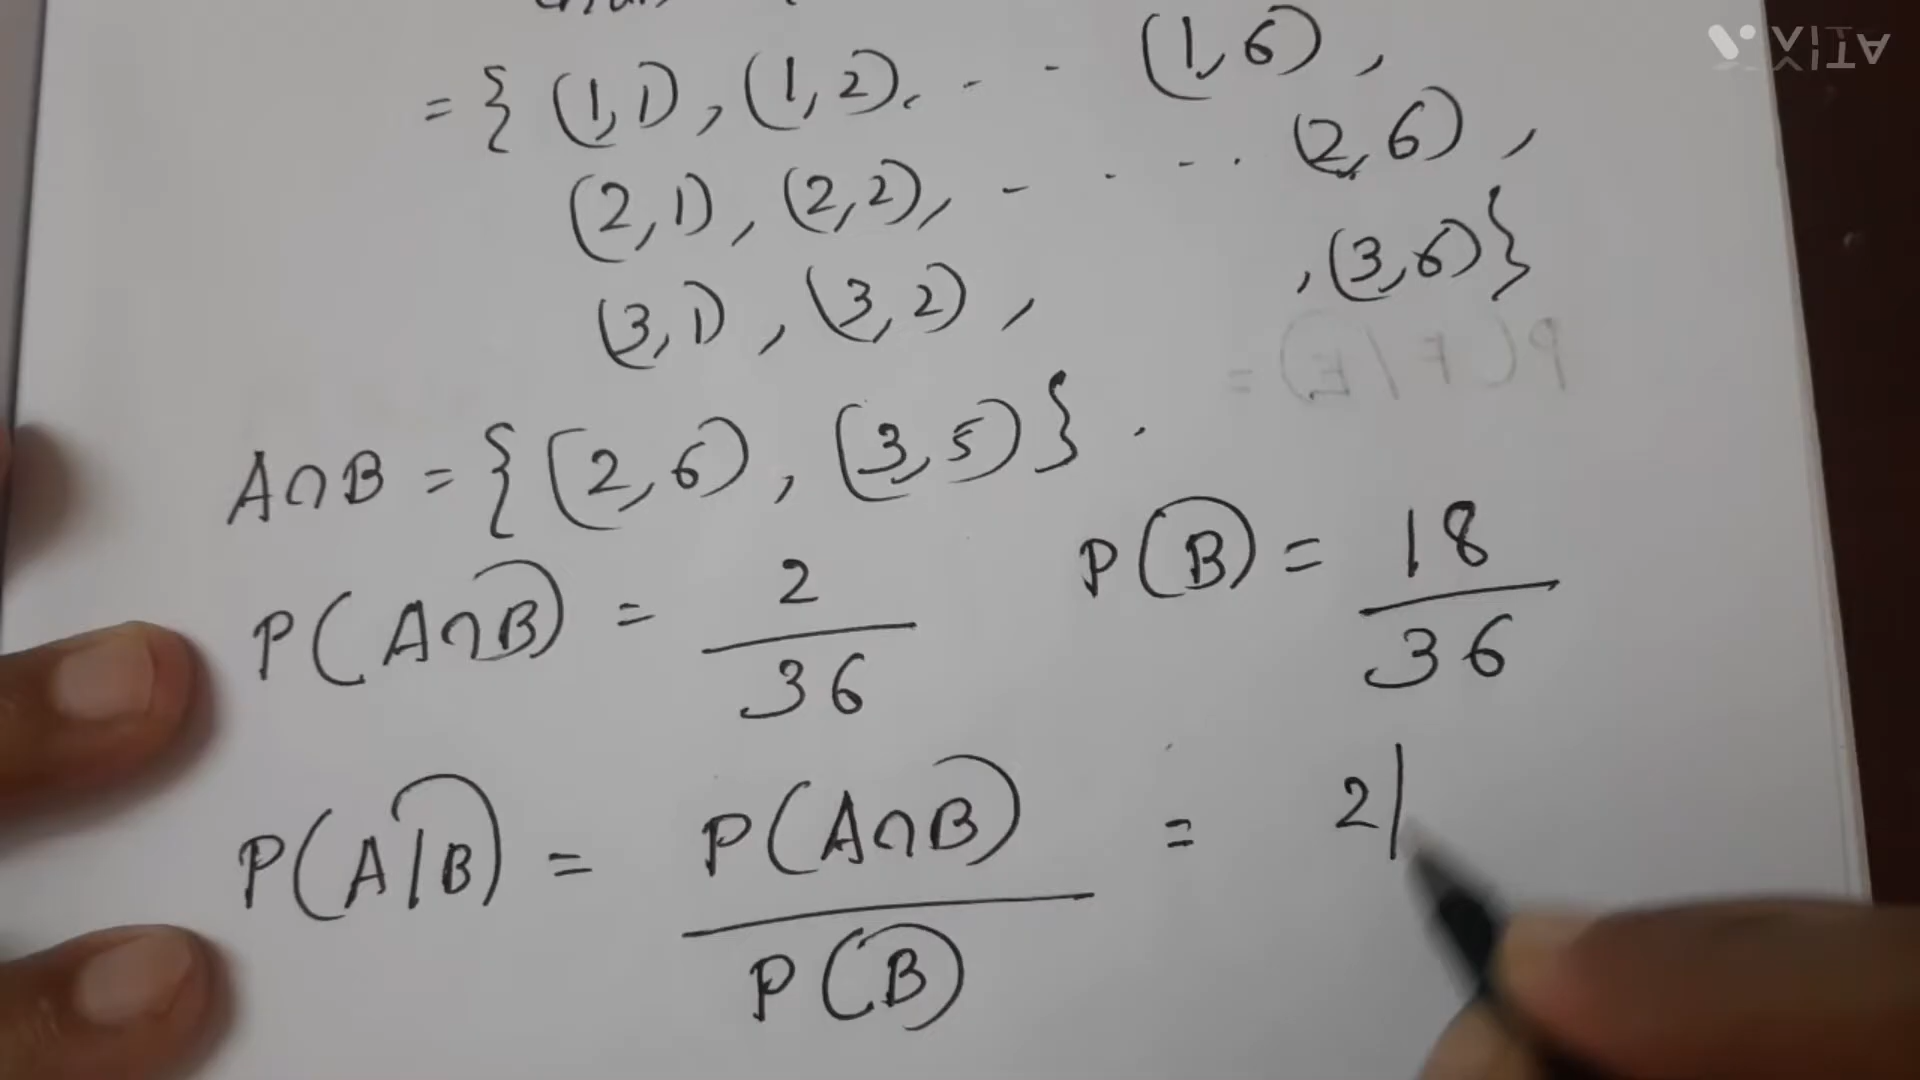 = { (1,1), (1,2), - - (1,6),
(2,1), (2,2), - . - . (2,6),
(3,1), (3,2), ,(3,6) }
P(F/E) =
A∩B = { (2,6), (3,5) } .
P(A∩B) = 2/36 P(B) = 18/36
P(A|B) = P(A∩B)/P(B) = 2/
VITA